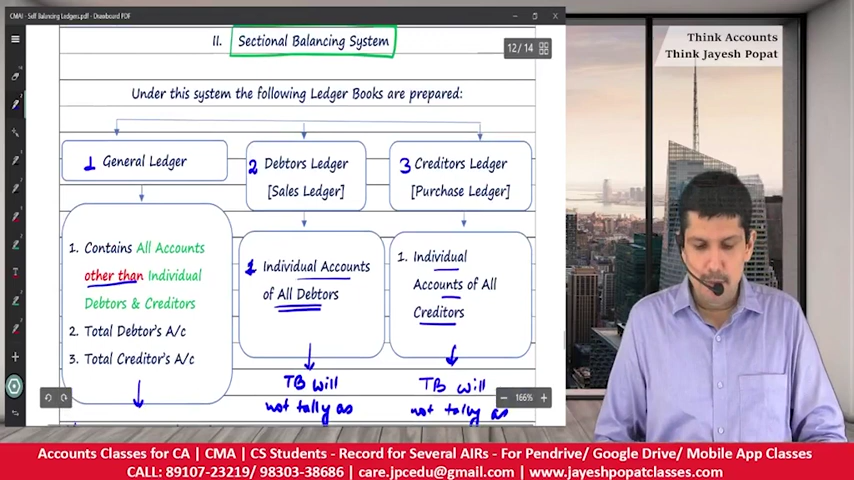 CMAI - Self Balancing Ledgers.pdf - Drawboard PDF
Think Accounts
Think Jayesh Popat
II. Sectional Balancing System
12/14
Under this system the following Ledger Books are prepared:
1 General Ledger
2 Debtors Ledger
[Sales Ledger]
3 Creditors Ledger
[Purchase Ledger]
1. Contains All Accounts
other than Individual
Debtors & Creditors
2. Total Debtor's A/c
3. Total Creditor's A/c
1 Individual Accounts
of All Debtors
1. Individual
Accounts of All
Creditors
TB will
not tally as
TB will
not tally as
166%
Accounts Classes for CA | CMA | CS Students - Record for Several AIRs - For Pendrive/ Google Drive/ Mobile App Classes
CALL: 89107-23219/ 98303-38686 | care.jpcedu@gmail.com | www.jayeshpopatclasses.com